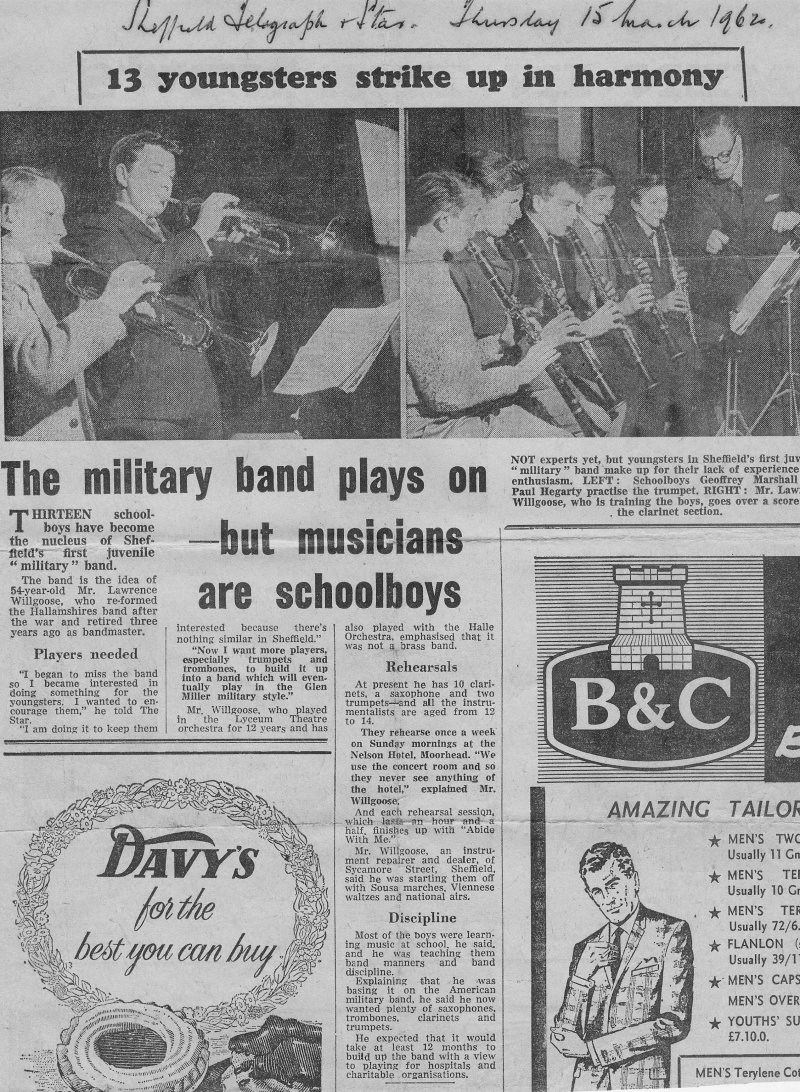 Sheffield Telegraph & Star. Thursday 15 March 1962.
13 youngsters strike up in harmony
The military band plays on
—but musicians
are schoolboys
NOT experts yet, but youngsters in Sheffield's first juv
"military" band make up for their lack of experience
enthusiasm. LEFT: Schoolboys Geoffrey Marshall
Paul Hegarty practise the trumpet. RIGHT: Mr. Law
Willgoose, who is training the boys, goes over a score
the clarinet section.
THIRTEEN school-
boys have become
the nucleus of Shef-
field's first juvenile
"military" band.
The band is the idea of
54-year-old Mr. Lawrence
Willgoose, who re-formed
the Hallamshires band after
the war and retired three
years ago as bandmaster.
Players needed
"I began to miss the band
so I became interested in
doing something for the
youngsters. I wanted to en-
courage them," he told The
Star.
"I am doing it to keep them
interested because there's
nothing similar in Sheffield."
"Now I want more players,
especially trumpets and
trombones, to build it up
into a band which will even-
tually play in the Glen
Miller military style."
Mr. Willgoose, who played
in the Lyceum Theatre
orchestra for 12 years and has
also played with the Halle
Orchestra, emphasised that it
was not a brass band.
Rehearsals
At present he has 10 clari-
nets, a saxophone and two
trumpets—and all the instru-
mentalists are aged from 12
to 14.
They rehearse once a week
on Sunday mornings at the
Nelson Hotel, Moorhead. "We
use the concert room and so
they never see anything of
the hotel," explained Mr.
Willgoose.
And each rehearsal session,
which lasts an hour and a
half, finishes up with "Abide
With Me."
Mr. Willgoose, an instru-
ment repairer and dealer, of
Sycamore Street, Sheffield,
said he was starting them off
with Sousa marches, Viennese
waltzes and national airs.
Discipline
Most of the boys were learn-
ing music at school, he said,
and he was teaching them
band manners and band
discipline.
Explaining that he was
basing it on the American
military band, he said he now
wanted plenty of saxophones,
trombones, clarinets and
trumpets.
He expected that it would
take at least 12 months to
build up the band with a view
to playing for hospitals and
charitable organisations.
DAVY'S
for the
best you can buy
B&C
B
AMAZING TAILOR
★ MEN'S TWO
Usually 11 Gn
★ MEN'S TE
Usually 10 Gn
★ MEN'S TER
Usually 72/6.
★ FLANLON (
Usually 39/11
★ MEN'S CAPS
MEN'S OVER
★ YOUTHS' SU
£7.10.0.
MEN'S Terylene Co